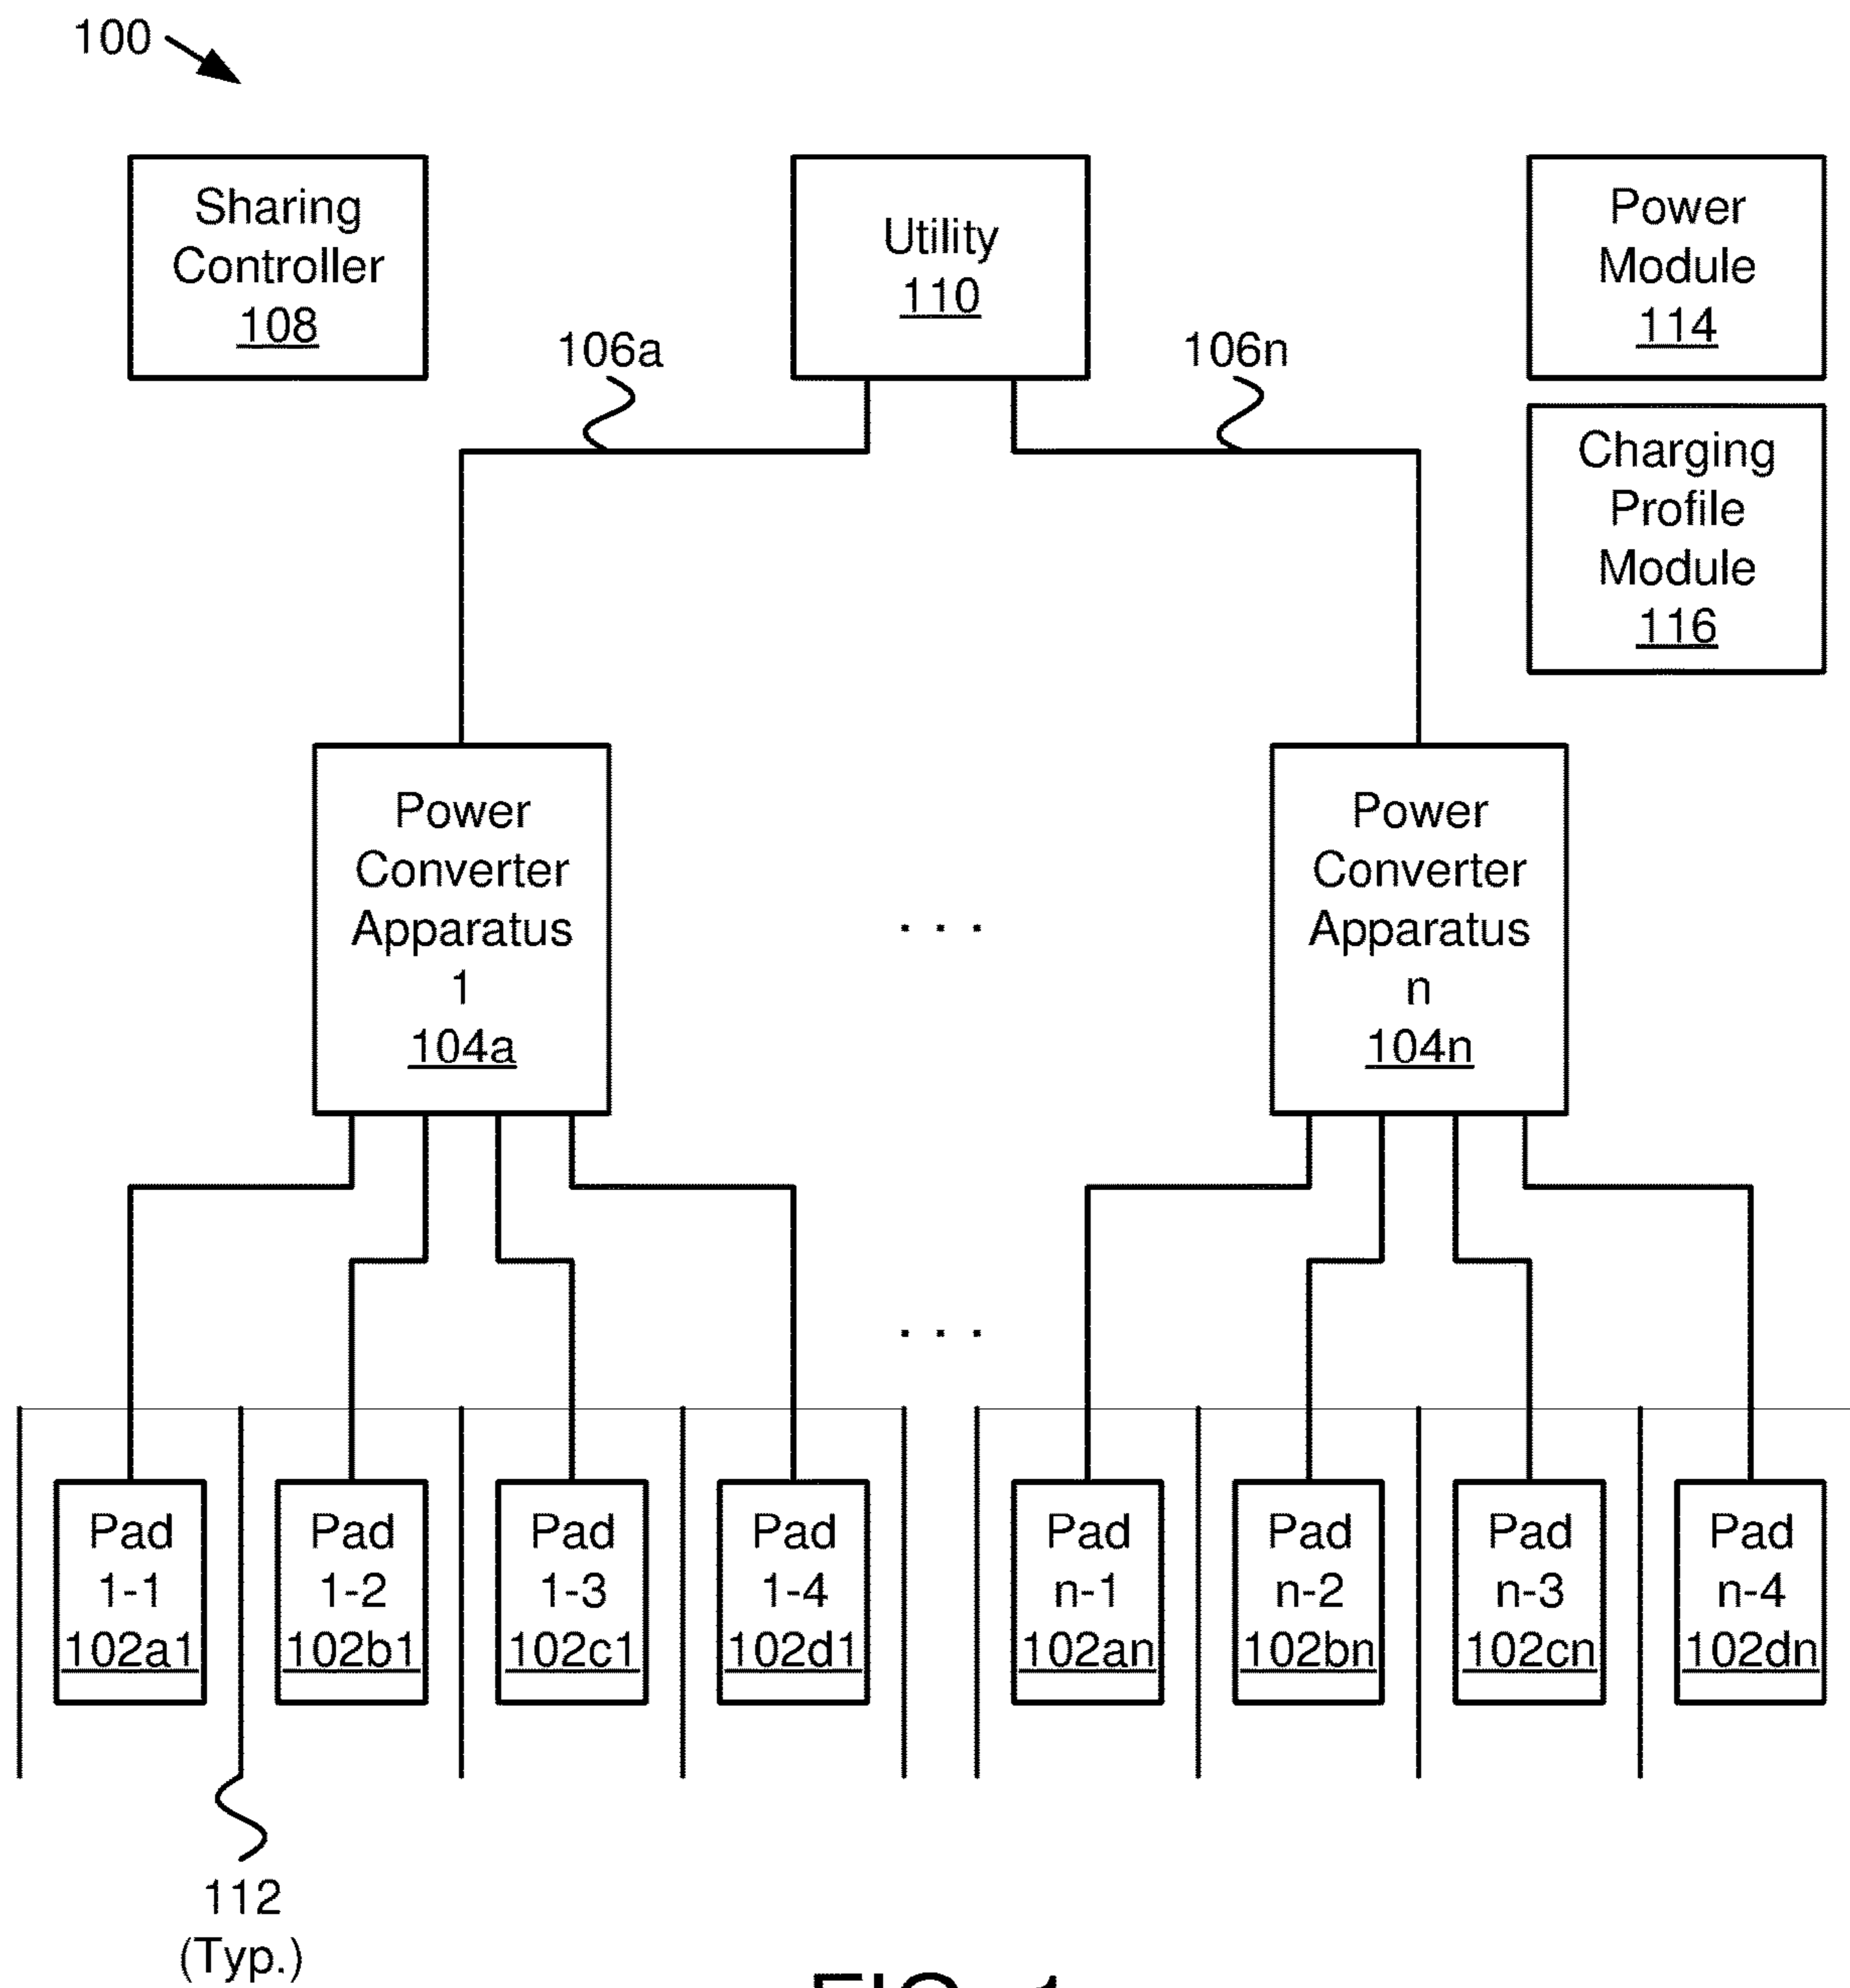 100
Sharing
Controller
108
Utility
110
Power
Module
114
106a
106n
Charging
Profile
Module
116
Power
Converter
Apparatus
1
104a
. . .
Power
Converter
Apparatus
n
104n
. . .
Pad
1-1
102a1
Pad
1-2
102b1
Pad
1-3
102c1
Pad
1-4
102d1
Pad
n-1
102an
Pad
n-2
102bn
Pad
n-3
102cn
Pad
n-4
102dn
112
(Typ.)
FIG. 1